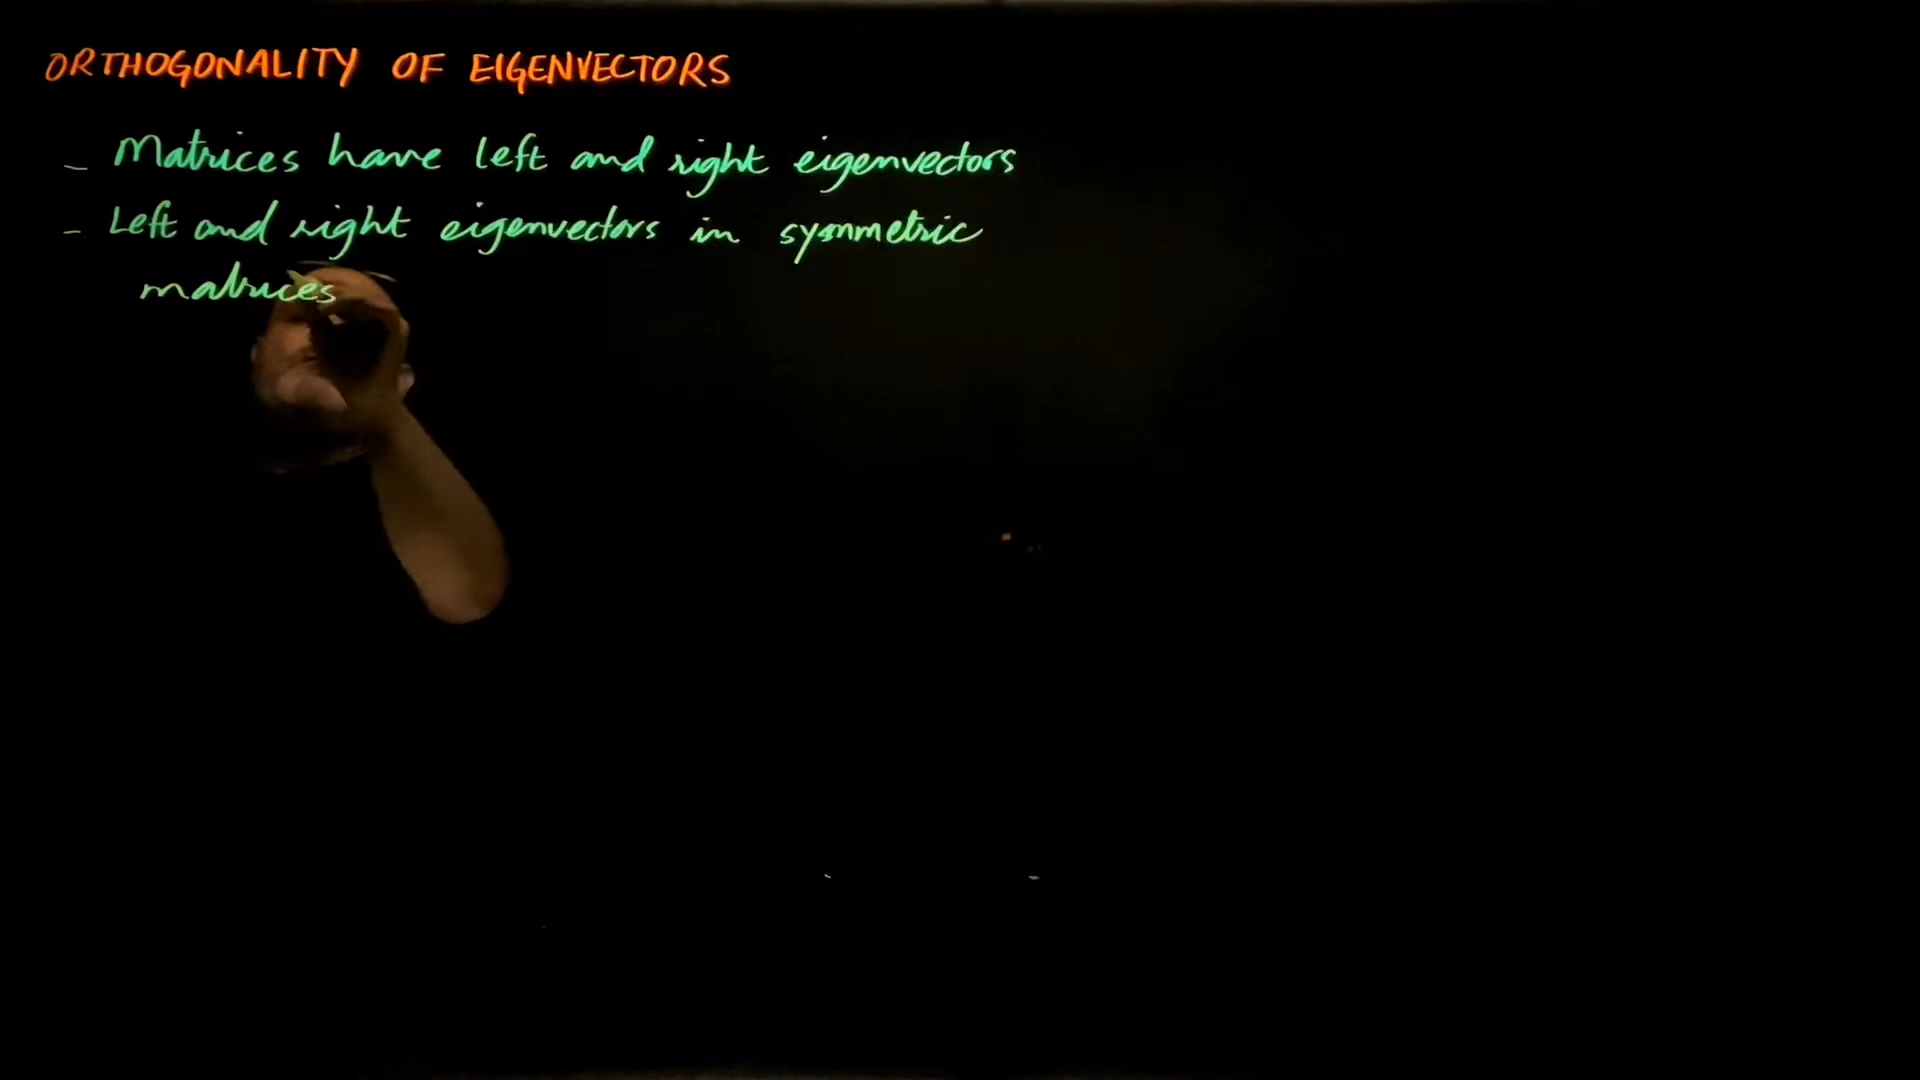 ORTHOGONALITY OF EIGENVECTORS
- Matrices have left and right eigenvectors
- Left and right eigenvectors in symmetric
matrices